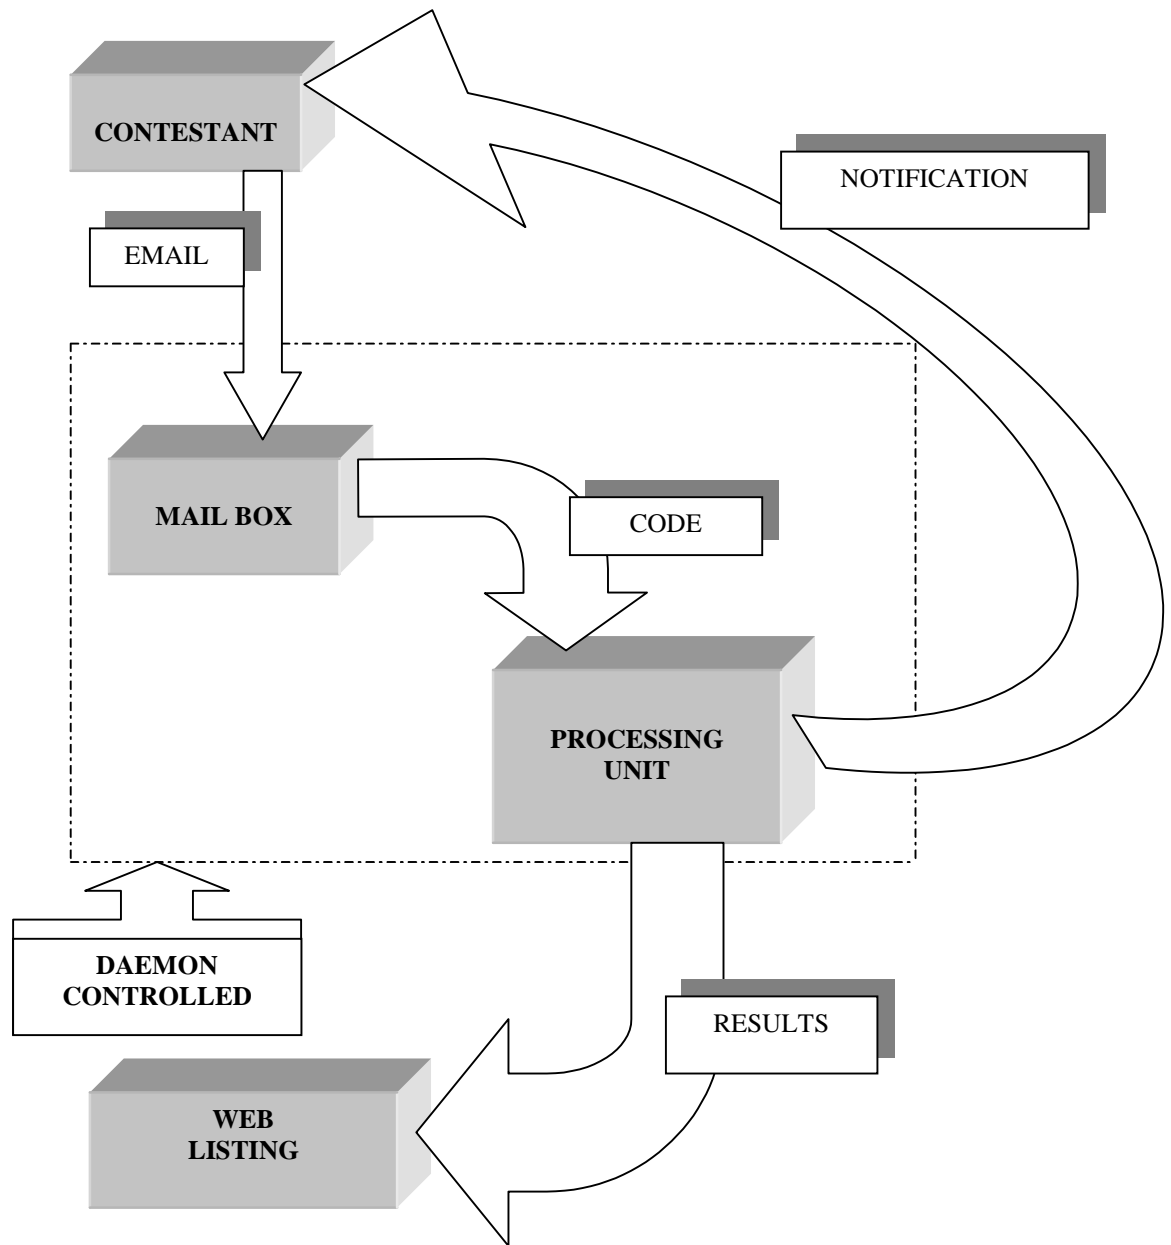 CONTESTANT
NOTIFICATION
EMAIL
MAIL BOX
CODE
PROCESSING
UNIT
DAEMON
CONTROLLED
RESULTS
WEB
LISTING